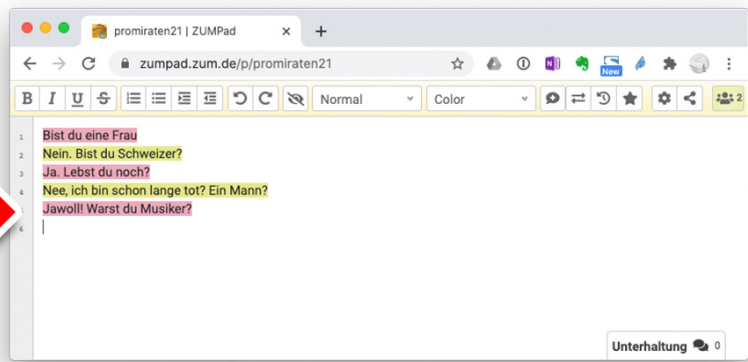 promiraten21 | ZUMPad
zumpad.zum.de/p/promiraten21
New
B I U S Normal Color 2
1 Bist du eine Frau
2 Nein. Bist du Schweizer?
3 Ja. Lebst du noch?
4 Nee, ich bin schon lange tot? Ein Mann?
Jawoll! Warst du Musiker?
6
Unterhaltung 0